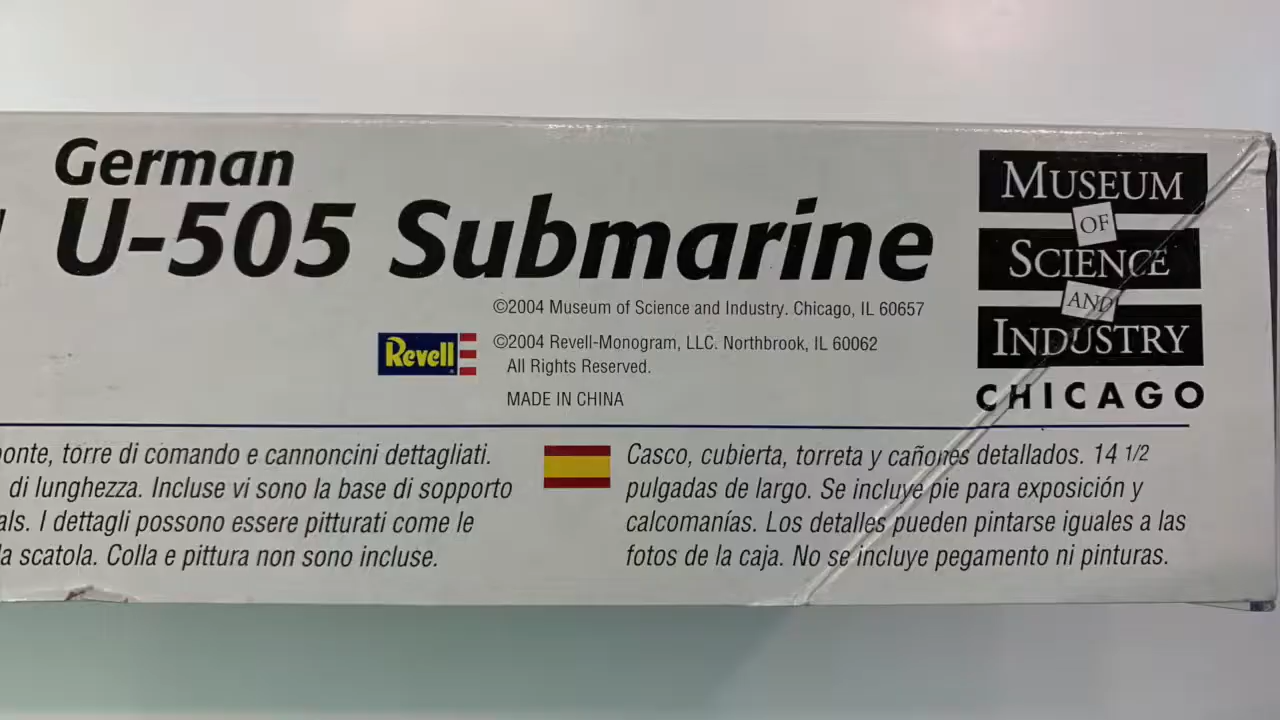 German
U-505 Submarine
©2004 Museum of Science and Industry. Chicago, IL 60657
Revell
©2004 Revell-Monogram, LLC. Northbrook, IL 60062
All Rights Reserved.
MADE IN CHINA
MUSEUM
OF
SCIENCE
AND
INDUSTRY
CHICAGO
torre di comando e cannoncini dettagliati.
di lunghezza. Incluse vi sono la base di sopporto
I dettagli possono essere pitturati come le
scatola. Colla e pittura non sono incluse.
Casco, cubierta, torreta y cañones detallados. 14 1/2
pulgadas de largo. Se incluye pie para exposición y
calcomanías. Los detalles pueden pintarse iguales a las
fotos de la caja. No se incluye pegamento ni pinturas.